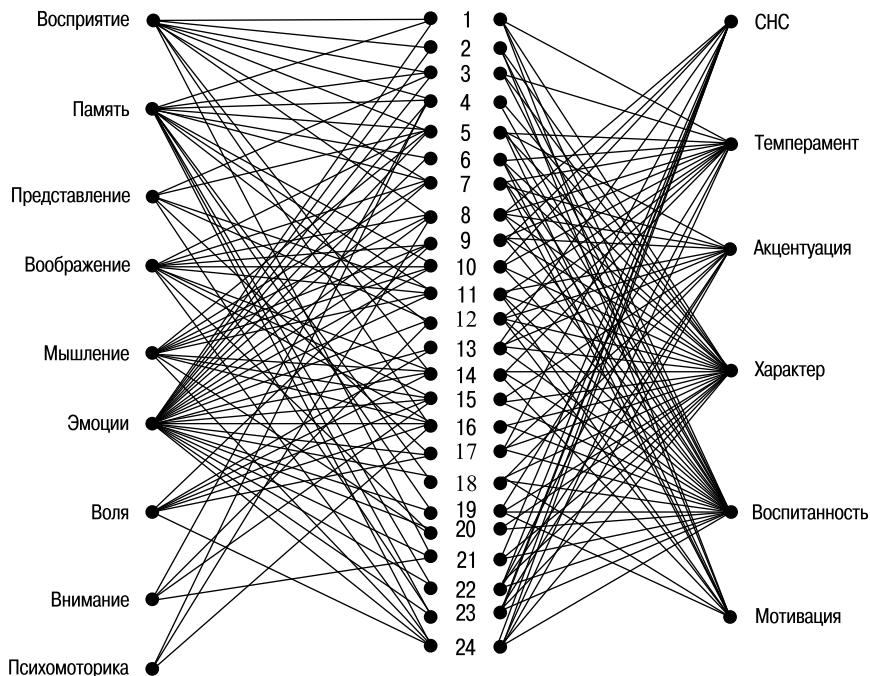 Восприятие
Память
Представление
Воображение
Мышление
Эмоции
Воля
Внимание
Психомоторика
1
2
3
4
5
6
7
8
9
10
11
12
13
14
15
16
17
18
19
20
21
22
23
24
СНС
Темперамент
Акцентуация
Характер
Воспитанность
Мотивация